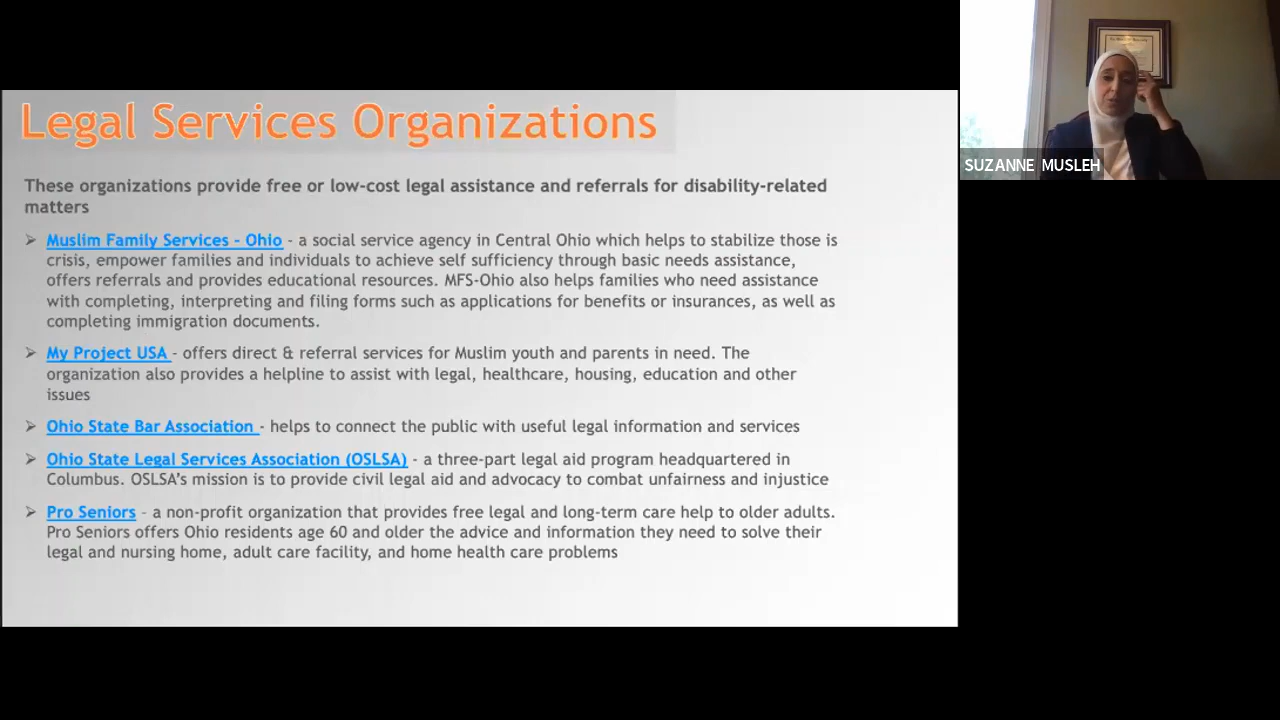 Legal Services Organizations
These organizations provide free or low-cost legal assistance and referrals for disability-related
matters
➢ Muslim Family Services - Ohio - a social service agency in Central Ohio which helps to stabilize those is
crisis, empower families and individuals to achieve self sufficiency through basic needs assistance,
offers referrals and provides educational resources. MFS-Ohio also helps families who need assistance
with completing, interpreting and filing forms such as applications for benefits or insurances, as well as
completing immigration documents.
➢ My Project USA - offers direct & referral services for Muslim youth and parents in need. The
organization also provides a helpline to assist with legal, healthcare, housing, education and other
issues
➢ Ohio State Bar Association - helps to connect the public with useful legal information and services
➢ Ohio State Legal Services Association (OSLSA) - a three-part legal aid program headquartered in
Columbus. OSLSA's mission is to provide civil legal aid and advocacy to combat unfairness and injustice
➢ Pro Seniors – a non-profit organization that provides free legal and long-term care help to older adults.
Pro Seniors offers Ohio residents age 60 and older the advice and information they need to solve their
legal and nursing home, adult care facility, and home health care problems
SUZANNE MUSLEH